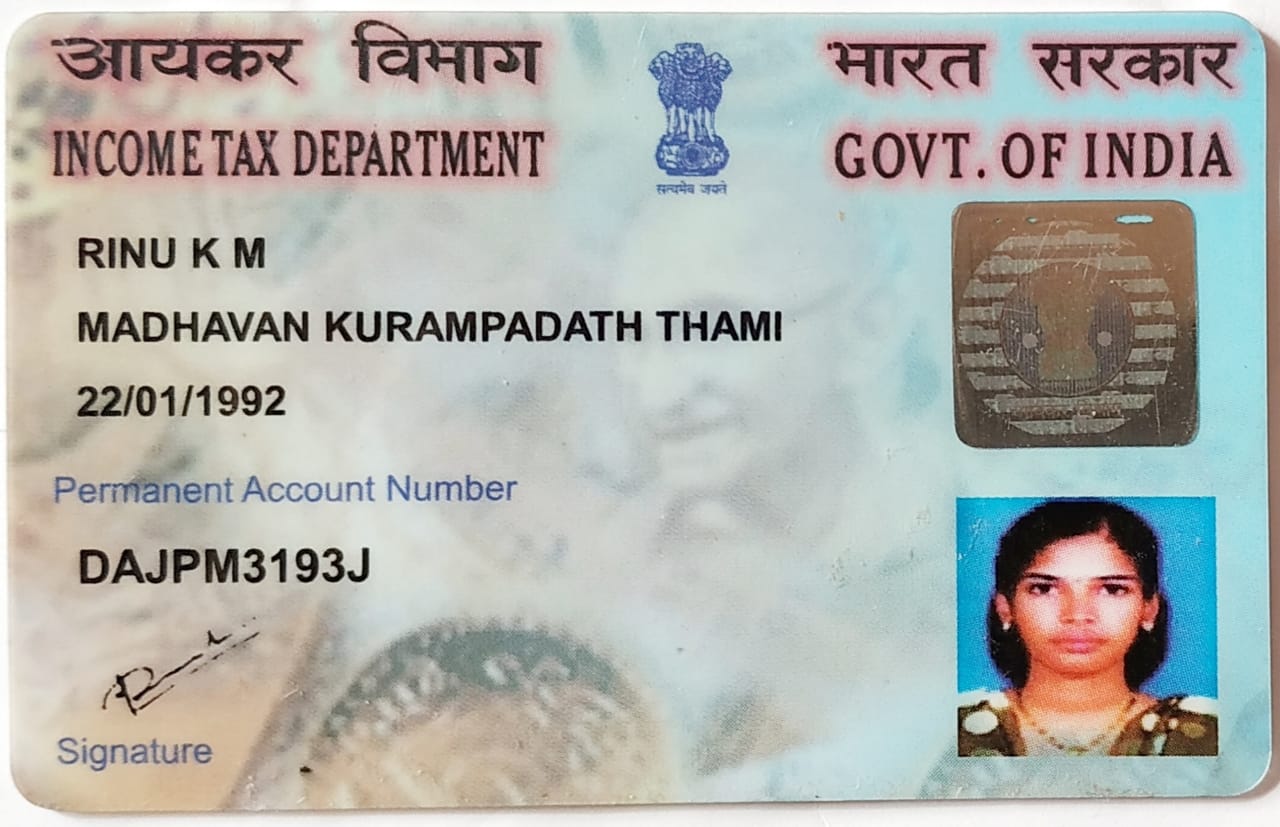 आयकर विभाग
INCOME TAX DEPARTMENT
भारत सरकार
GOVT. OF INDIA
सत्यमेव जयते
RINU K M
MADHAVAN KURAMPADATH THAMI
22/01/1992
Permanent Account Number
DAJPM3193J
Signature